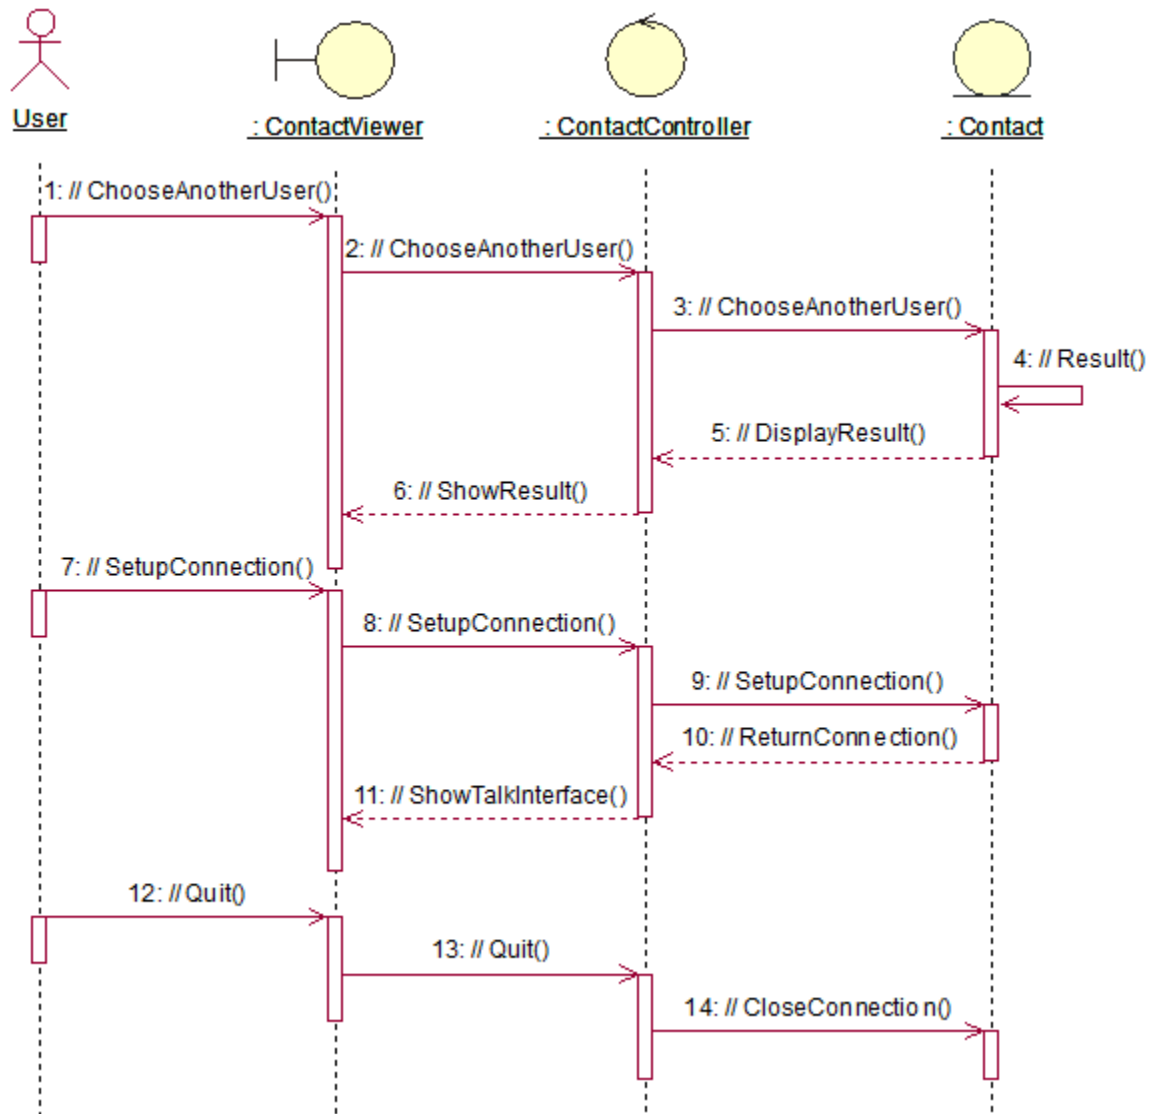 User
: ContactViewer
: ContactController
: Contact
1: // ChooseAnotherUser()
2: // ChooseAnotherUser()
3: // ChooseAnotherUser()
4: // Result()
5: // DisplayResult()
6: // ShowResult()
7: // SetupConnection()
8: // SetupConnection()
9: // SetupConnection()
10: // ReturnConnection()
11: // ShowTalkInterface()
12: // Quit()
13: // Quit()
14: // CloseConnection()